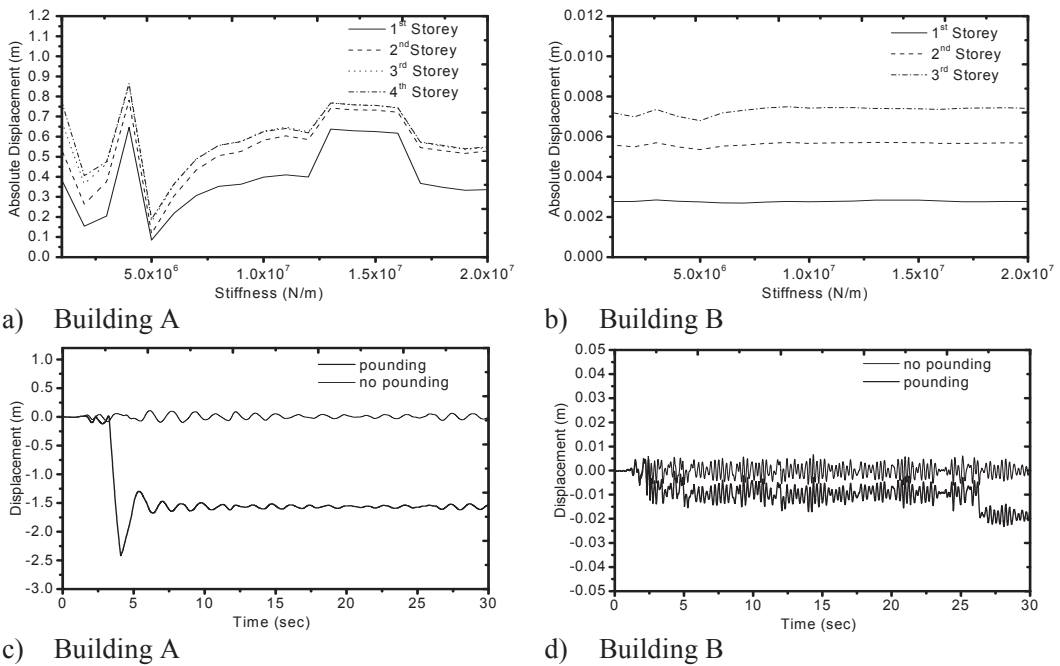 Absolute Displacement (m)
1.2
1.1
1.0
0.9
0.8
0.7
0.6
0.5
0.4
0.3
0.2
0.1
0.0
1st Storey
2nd Storey
3rd Storey
4th Storey
5.0x10^6
1.0x10^7
1.5x10^7
2.0x10^7
Stiffness (N/m)
a) Building A
Absolute Displacement (m)
0.012
0.010
0.008
0.006
0.004
0.002
0.000
1st Storey
2nd Storey
3rd Storey
5.0x10^6
1.0x10^7
1.5x10^7
2.0x10^7
Stiffness (N/m)
b) Building B
Displacement (m)
1.0
0.5
0.0
-0.5
-1.0
-1.5
-2.0
-2.5
-3.0
pounding
no pounding
0
5
10
15
20
25
30
Time (sec)
c) Building A
Displacement (m)
0.05
0.04
0.03
0.02
0.01
0.00
-0.01
-0.02
-0.03
-0.04
-0.05
no pounding
pounding
0
5
10
15
20
25
30
Time (sec)
d) Building B